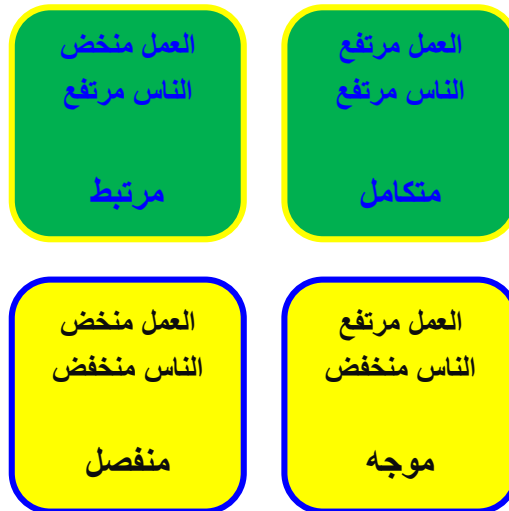 العمل مرتفع
الناس مرتفع
متكامل
العمل منخض
الناس مرتفع
مرتبط
العمل مرتفع
الناس منخفض
موجه
العمل منخض
الناس منخفض
منفصل